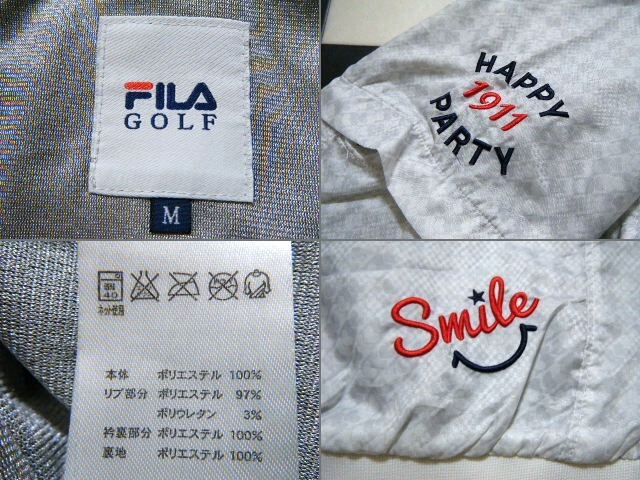 FILA
GOLF
M
HAPPY
1911
PARTY
弱
40
ネット使用
本体 ポリエステル 100%
リブ部分 ポリエステル 97%
ポリウレタン 3%
衿裏部分 ポリエステル 100%
裏地 ポリエステル 100%
Smile